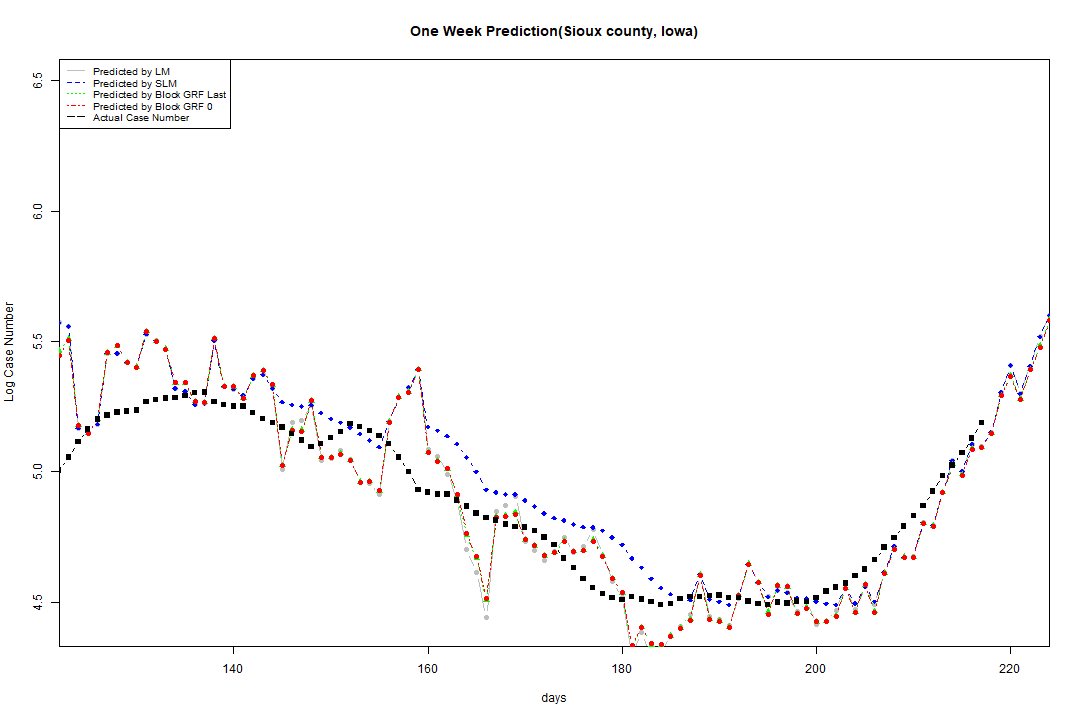 One Week Prediction(Sioux county, Iowa)
Predicted by LM
Predicted by SLM
Predicted by Block GRF Last
Predicted by Block GRF 0
Actual Case Number
6.5
6.0
5.5
5.0
4.5
Log Case Number
140 160 180 200 220
days